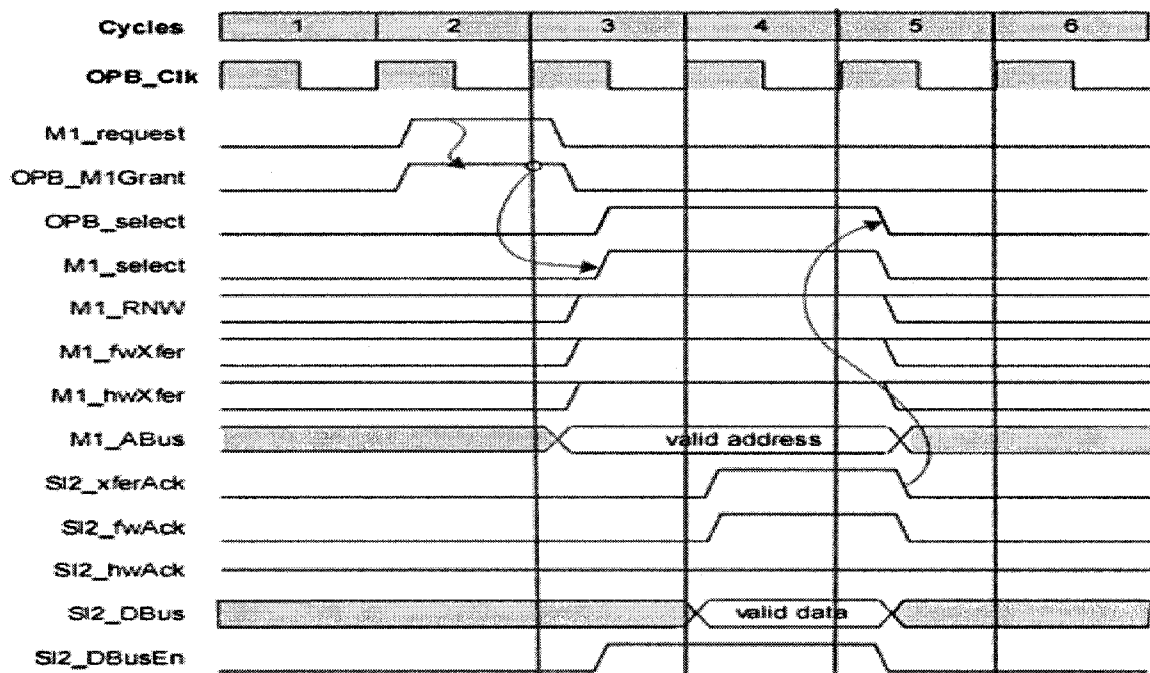 Cycles 1 2 3 4 5 6
OPB_Clk
M1_request
OPB_M1Grant
OPB_select
M1_select
M1_RNW
M1_fwXfer
M1_hwXfer
M1_ABus valid address
Sl2_xferAck
Sl2_fwAck
Sl2_hwAck
Sl2_DBus valid data
Sl2_DBusEn